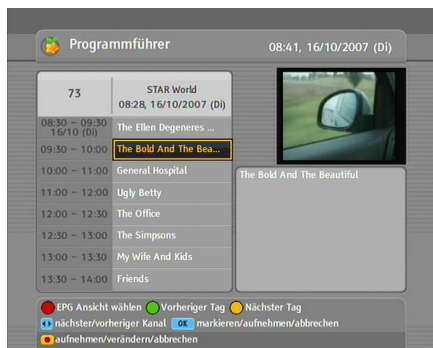 Programmführer
08:41, 16/10/2007 (Di)
73
STAR World
08:28, 16/10/2007 (Di)
08:30 ~ 09:30
16/10 (Di)
The Ellen Degeneres ...
09:30 ~ 10:00 The Bold And The Bea...
10:00 ~ 11:00 General Hospital
11:00 ~ 12:00 Ugly Betty
12:00 ~ 12:30 The Office
12:30 ~ 13:00 The Simpsons
13:00 ~ 13:30 My Wife And Kids
13:30 ~ 14:00 Friends
The Bold And The Beautiful
EPG Ansicht wählen Vorheriger Tag Nächster Tag
nächster/vorheriger Kanal OK markieren/aufnehmen/abbrechen
aufnehmen/verändern/abbrechen